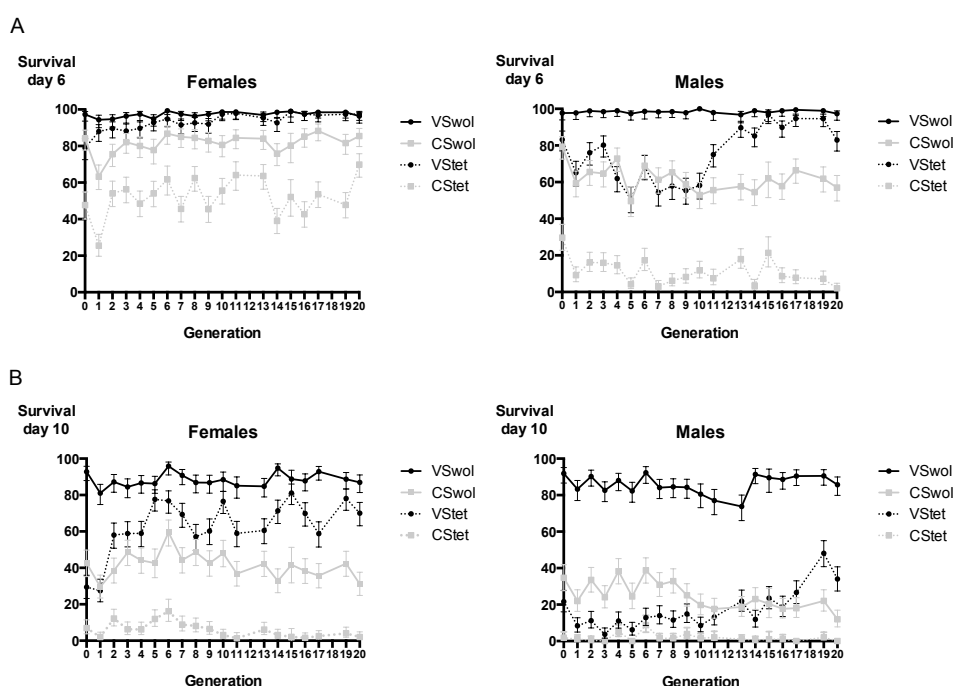 A
Survival
day 6
Females
100
80
60
40
20
0
0 1 2 3 4 5 6 7 8 9 10 11 12 13 14 15 16 17 18 19 20
Generation
VSwol
CSwol
VStet
CStet
Survival
day 6
Males
100
80
60
40
20
0
0 1 2 3 4 5 6 7 8 9 10 11 12 13 14 15 16 17 18 19 20
Generation
VSwol
CSwol
VStet
CStet
B
Survival
day 10
Females
100
80
60
40
20
0
0 1 2 3 4 5 6 7 8 9 10 11 12 13 14 15 16 17 18 19 20
Generation
VSwol
CSwol
VStet
CStet
Survival
day 10
Males
100
80
60
40
20
0
0 1 2 3 4 5 6 7 8 9 10 11 12 13 14 15 16 17 18 19 20
Generation
VSwol
CSwol
VStet
CStet